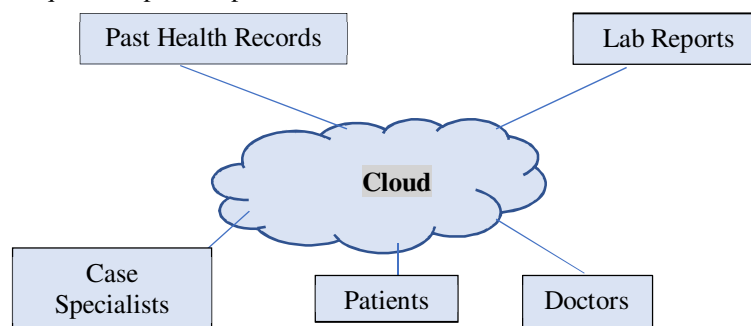 Past Health Records
Lab Reports
Cloud
Case
Specialists
Patients
Doctors